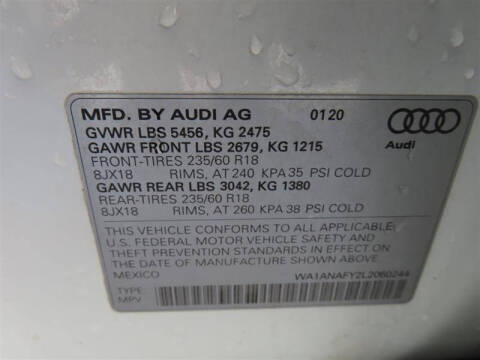 MFD. BY AUDI AG 0120
GVWR LBS 5456, KG 2475
GAWR FRONT LBS 2679, KG 1215
FRONT-TIRES 235/60 R18
8JX18 RIMS, AT 240 KPA 35 PSI COLD
GAWR REAR LBS 3042, KG 1380
REAR-TIRES 235/60 R18
8JX18 RIMS, AT 260 KPA 38 PSI COLD
Audi
THIS VEHICLE CONFORMS TO ALL APPLICABLE
U.S. FEDERAL MOTOR VEHICLE SAFETY AND
THEFT PREVENTION STANDARDS IN EFFECT
ON THE DATE OF MANUFACTURE SHOWN ABOVE.
MEXICO WA1ANAFY2L2060244
TYPE:
MPV